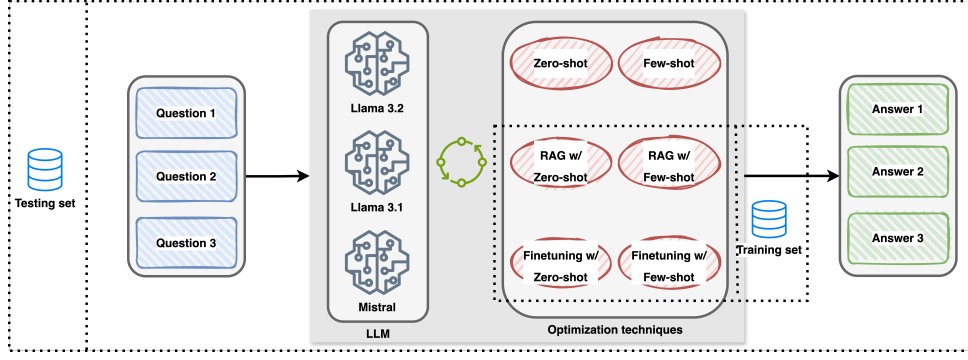 Testing set
Question 1
Question 2
Question 3
Llama 3.2
Llama 3.1
Mistral
LLM
Zero-shot
Few-shot
RAG w/
Zero-shot
RAG w/
Few-shot
Finetuning w/
Zero-shot
Finetuning w/
Few-shot
Optimization techniques
Training set
Answer 1
Answer 2
Answer 3